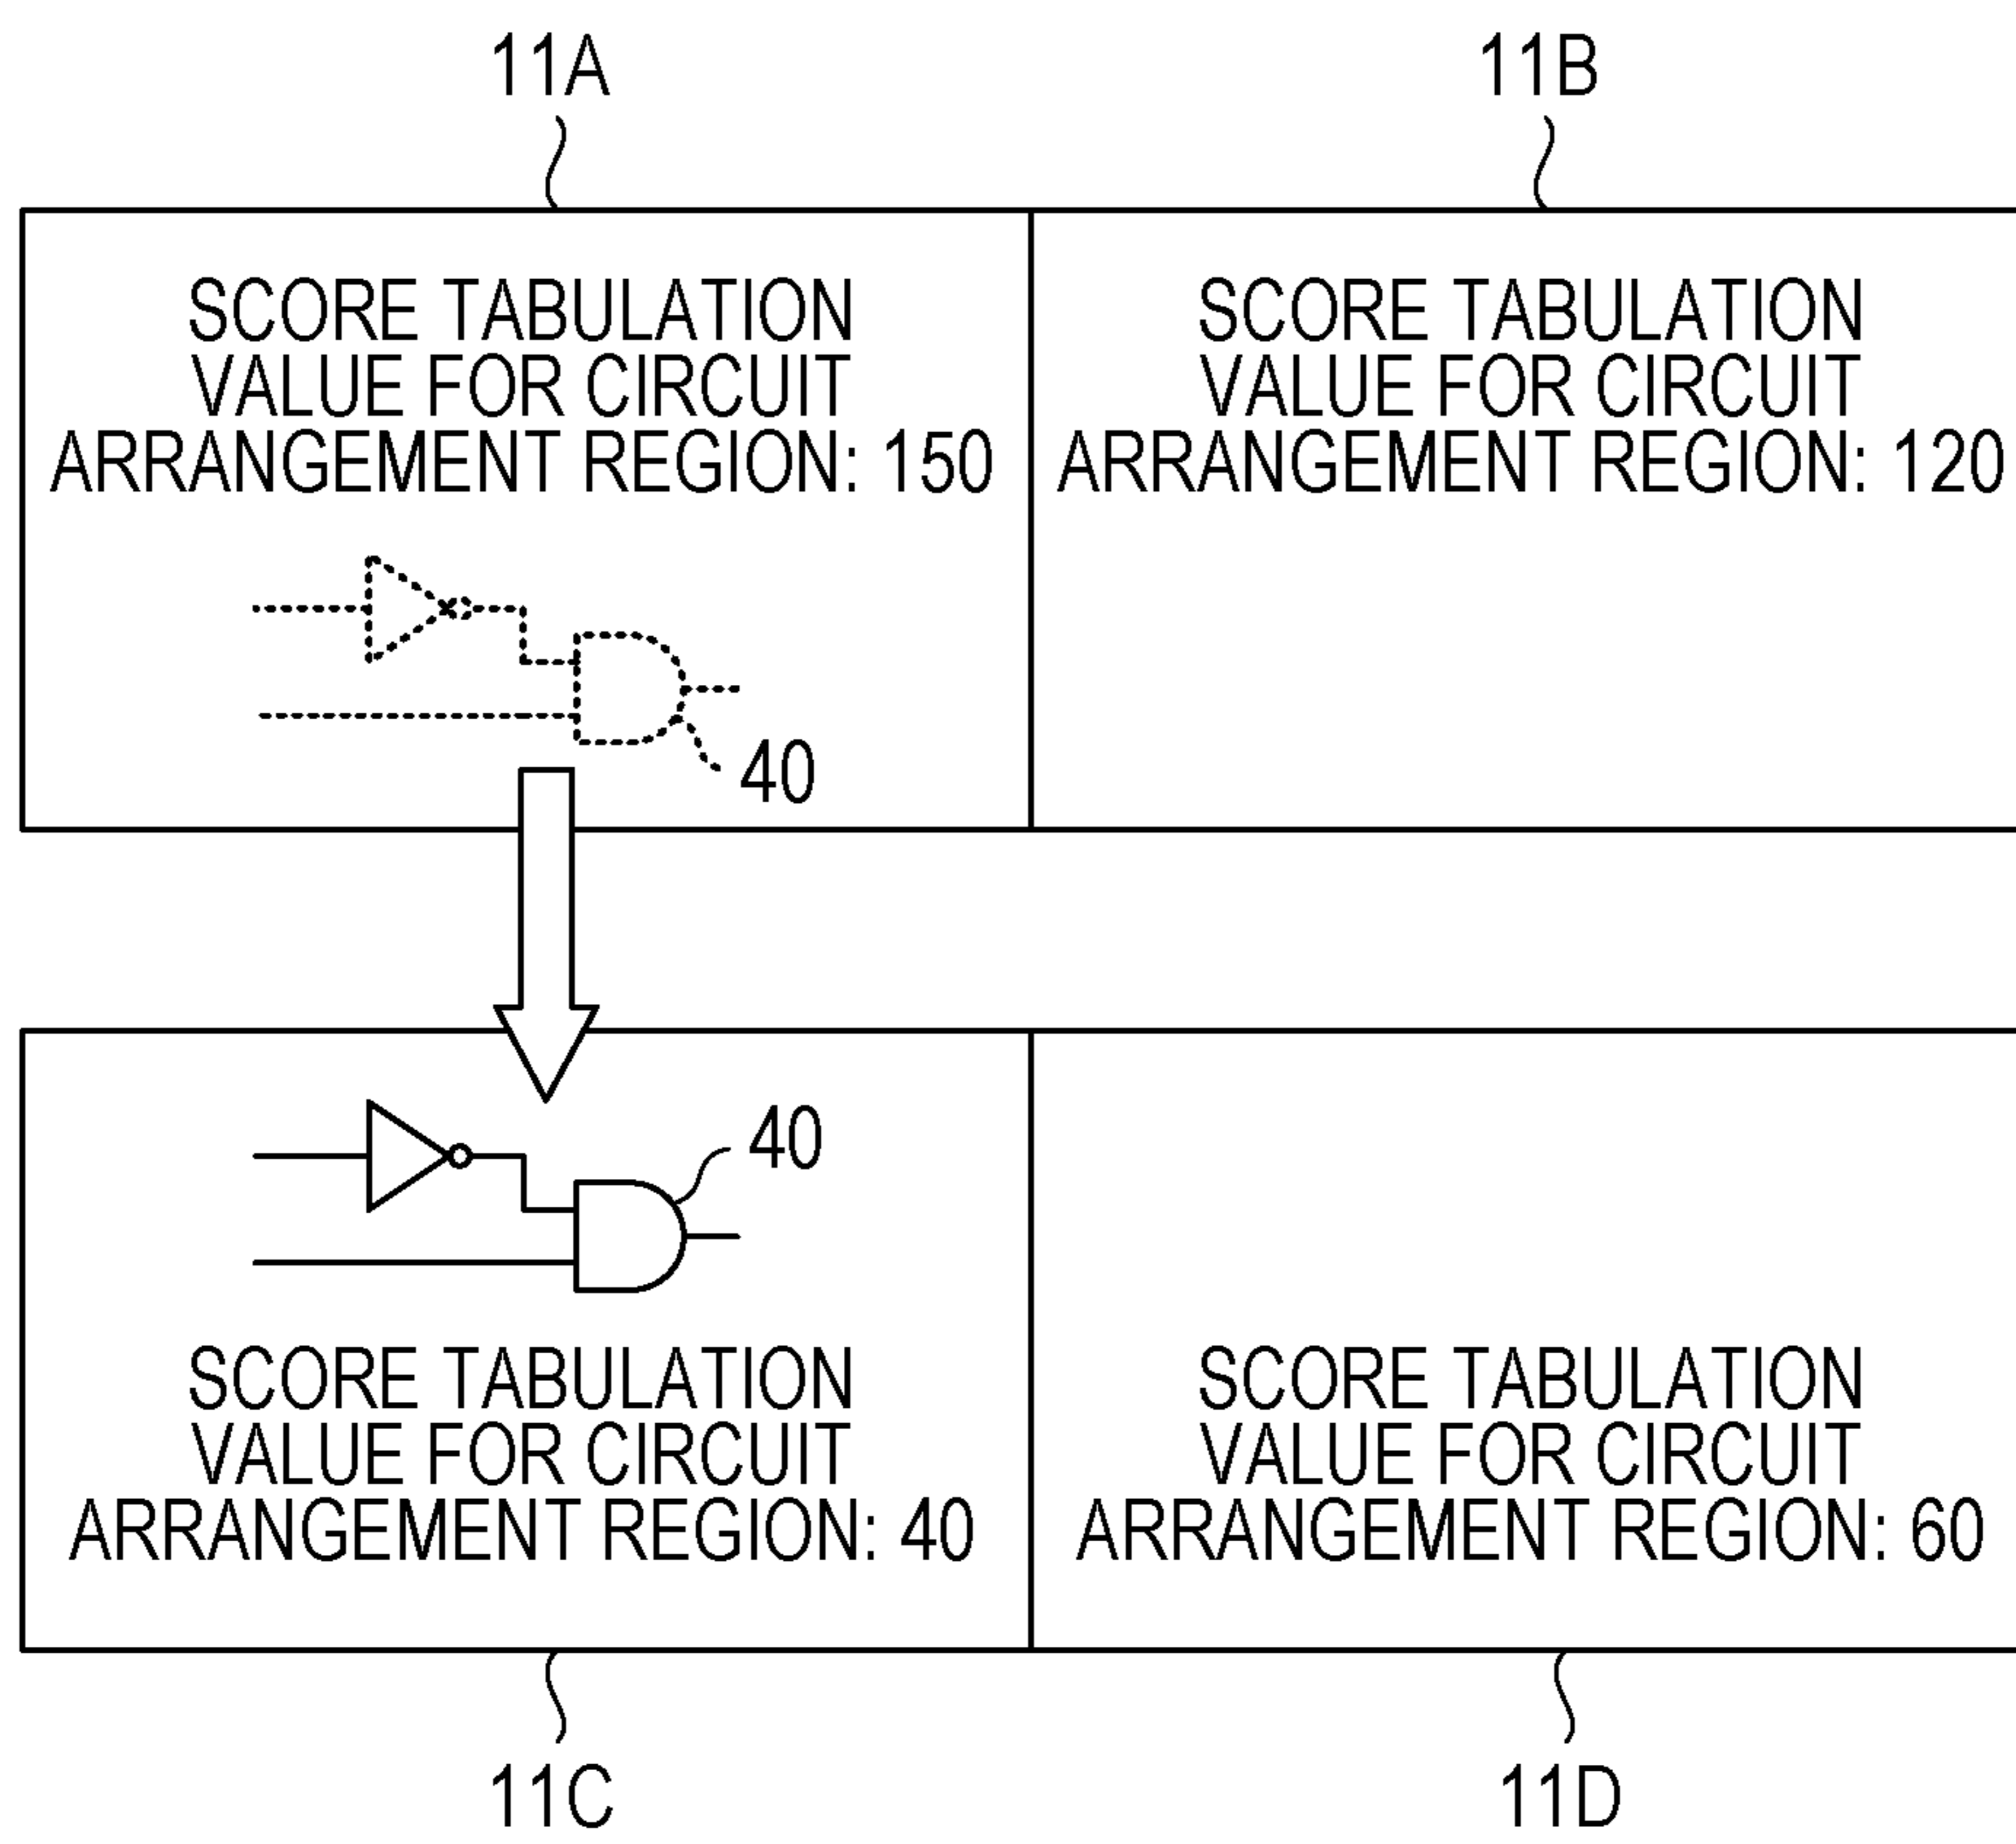 11A
11B
SCORE TABULATION
VALUE FOR CIRCUIT
ARRANGEMENT REGION: 150
SCORE TABULATION
VALUE FOR CIRCUIT
ARRANGEMENT REGION: 120
40
40
SCORE TABULATION
VALUE FOR CIRCUIT
ARRANGEMENT REGION: 40
SCORE TABULATION
VALUE FOR CIRCUIT
ARRANGEMENT REGION: 60
11C
11D